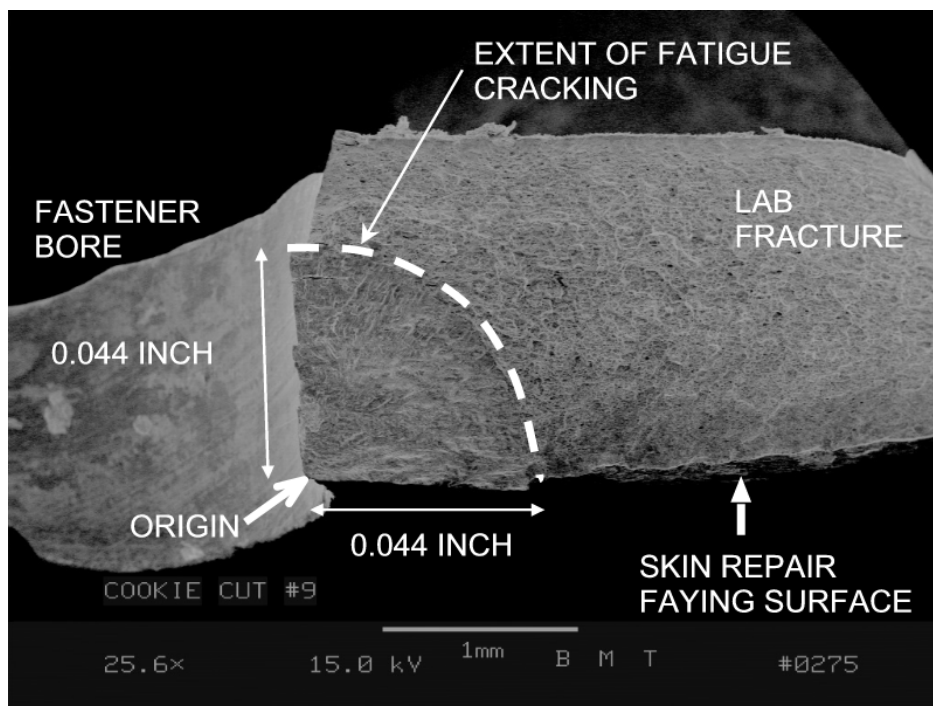 EXTENT OF FATIGUE
CRACKING
FASTENER
BORE
LAB
FRACTURE
0.044 INCH
ORIGIN
0.044 INCH
SKIN REPAIR
FAYING SURFACE
COOKIE CUT #9
25.6× 15.0 kV 1mm B M T #0275